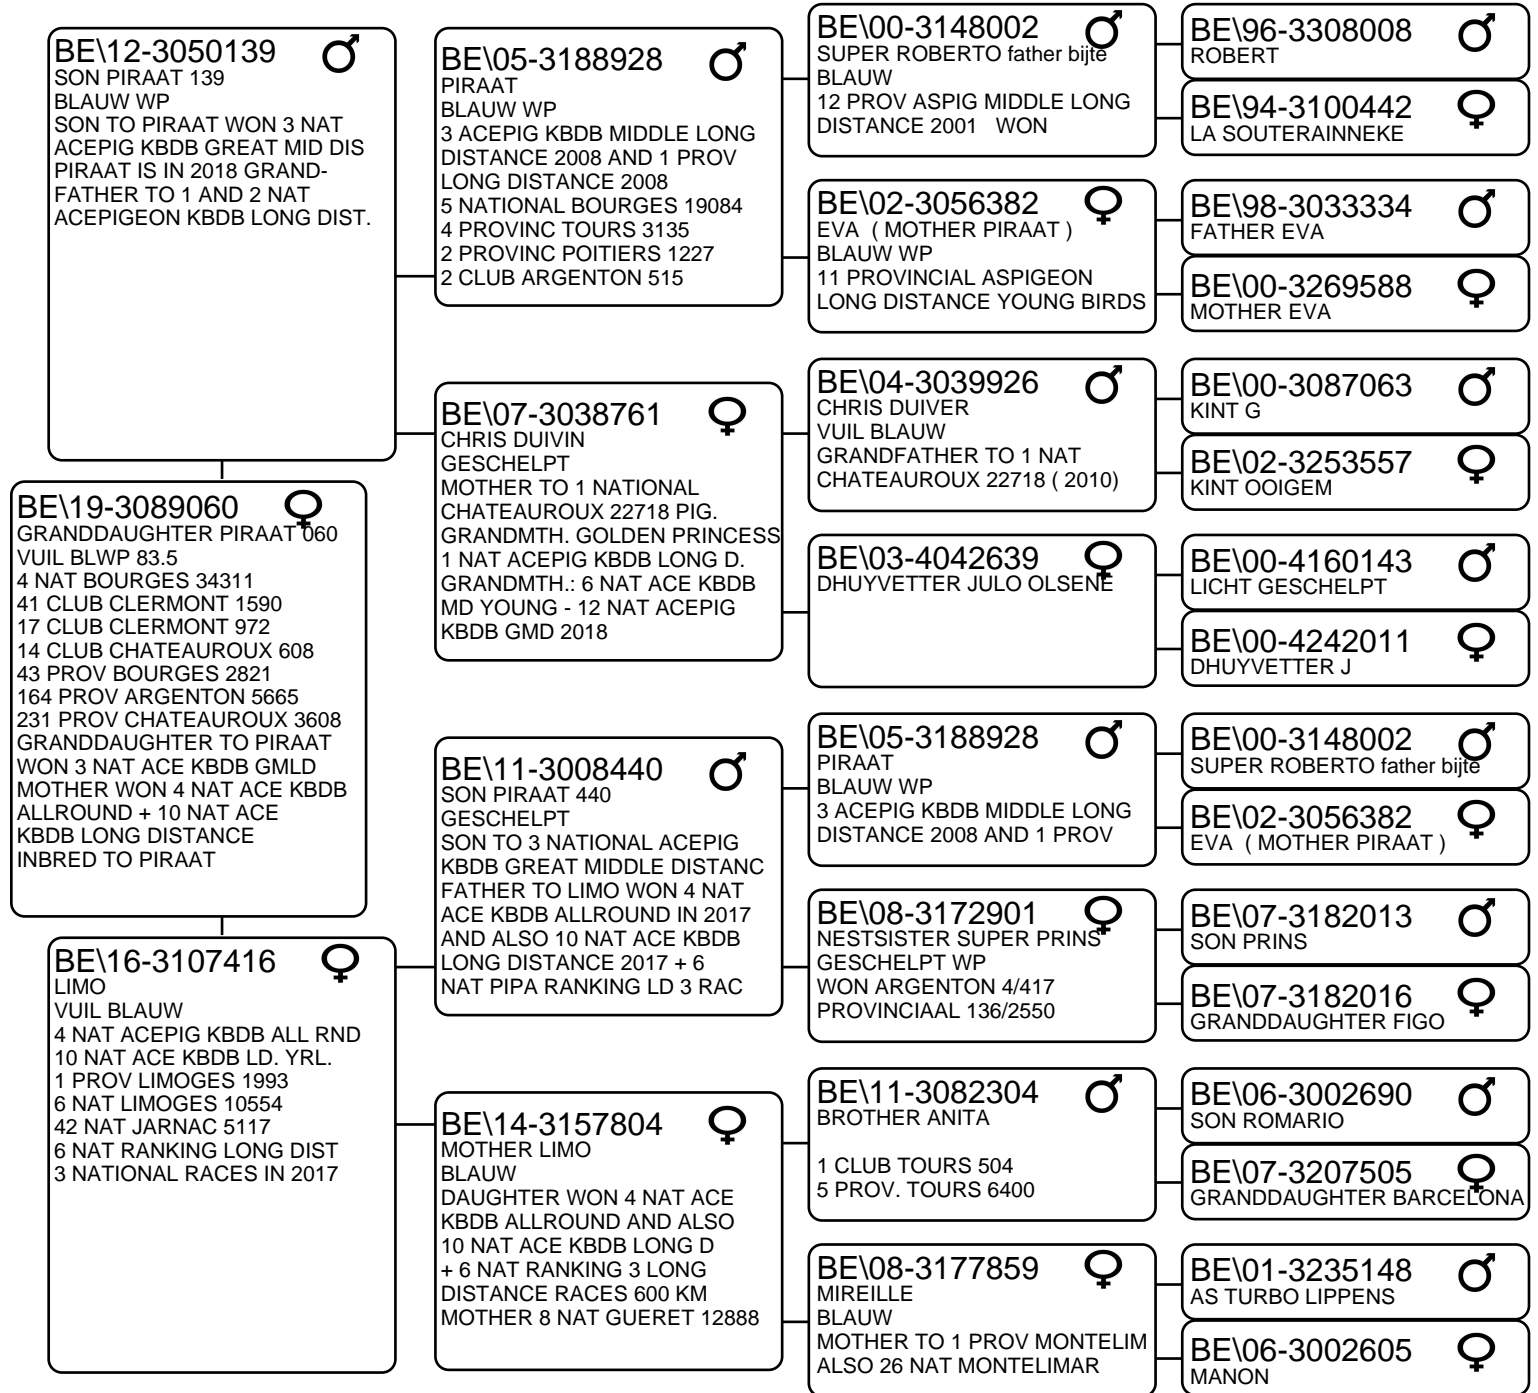 BE\12-3050139
SON PIRAAT 139
BLAUW WP
SON TO PIRAAT WON 3 NAT
ACEPIG KBDB GREAT MID DIS
PIRAAT IS IN 2018 GRAND-
FATHER TO 1 AND 2 NAT
ACEPIGEON KBDB LONG DIST.
BE\19-3089060
GRANDDAUGHTER PIRAAT 060
VUIL BLWP 83.5
4 NAT BOURGES 34311
41 CLUB CLERMONT 1590
17 CLUB CLERMONT 972
14 CLUB CHATEAUROUX 608
43 PROV BOURGES 2821
164 PROV ARGENTON 5665
231 PROV CHATEAUROUX 3608
GRANDDAUGHTER TO PIRAAT
WON 3 NAT ACE KBDB GMLD
MOTHER WON 4 NAT ACE KBDB
ALLROUND + 10 NAT ACE
KBDB LONG DISTANCE
INBRED TO PIRAAT
BE\16-3107416
LIMO
VUIL BLAUW
4 NAT ACEPIG KBDB ALL RND
10 NAT ACE KBDB LD. YRL.
1 PROV LIMOGES 1993
6 NAT LIMOGES 10554
42 NAT JARNAC 5117
6 NAT RANKING LONG DIST
3 NATIONAL RACES IN 2017
BE\05-3188928
PIRAAT
BLAUW WP
3 ACEPIG KBDB MIDDLE LONG
DISTANCE 2008 AND 1 PROV
LONG DISTANCE 2008
5 NATIONAL BOURGES 19084
4 PROVINC TOURS 3135
2 PROVINC POITIERS 1227
2 CLUB ARGENTON 515
BE\07-3038761
CHRIS DUIVIN
GESCHELPT
MOTHER TO 1 NATIONAL
CHATEAUROUX 22718 PIG.
GRANDMTH. GOLDEN PRINCESS
1 NAT ACEPIG KBDB LONG D.
GRANDMTH.: 6 NAT ACE KBDB
MD YOUNG - 12 NAT ACEPIG
KBDB GMD 2018
BE\11-3008440
SON PIRAAT 440
GESCHELPT
SON TO 3 NATIONAL ACEPIG
KBDB GREAT MIDDLE DISTANC
FATHER TO LIMO WON 4 NAT
ACE KBDB ALLROUND IN 2017
AND ALSO 10 NAT ACE KBDB
LONG DISTANCE 2017 + 6
NAT PIPA RANKING LD 3 RAC
BE\14-3157804
MOTHER LIMO
BLAUW
DAUGHTER WON 4 NAT ACE
KBDB ALLROUND AND ALSO
10 NAT ACE KBDB LONG D
+ 6 NAT RANKING 3 LONG
DISTANCE RACES 600 KM
MOTHER 8 NAT GUERET 12888
BE\00-3148002
SUPER ROBERTO father bijte
BLAUW
12 PROV ASPIG MIDDLE LONG
DISTANCE 2001 WON
BE\02-3056382
EVA ( MOTHER PIRAAT )
BLAUW WP
11 PROVINCIAL ASPIGEON
LONG DISTANCE YOUNG BIRDS
BE\04-3039926
CHRIS DUIVER
VUIL BLAUW
GRANDFATHER TO 1 NAT
CHATEAUROUX 22718 ( 2010)
BE\03-4042639
DHUYVETTER JULO OLSENE
BE\05-3188928
PIRAAT
BLAUW WP
3 ACEPIG KBDB MIDDLE LONG
DISTANCE 2008 AND 1 PROV
BE\08-3172901
NESTSISTER SUPER PRINS
GESCHELPT WP
WON ARGENTON 4/417
PROVINCIAAL 136/2550
BE\11-3082304
BROTHER ANITA
1 CLUB TOURS 504
5 PROV. TOURS 6400
BE\08-3177859
MIREILLE
BLAUW
MOTHER TO 1 PROV MONTELIM
ALSO 26 NAT MONTELIMAR
BE\96-3308008
ROBERT
BE\94-3100442
LA SOUTERAINNEKE
BE\98-3033334
FATHER EVA
BE\00-3269588
MOTHER EVA
BE\00-3087063
KINT G
BE\02-3253557
KINT OOIGEM
BE\00-4160143
LICHT GESCHELPT
BE\00-4242011
DHUYVETTER J
BE\00-3148002
SUPER ROBERTO father bijte
BE\02-3056382
EVA ( MOTHER PIRAAT )
BE\07-3182013
SON PRINS
BE\07-3182016
GRANDDAUGHTER FIGO
BE\06-3002690
SON ROMARIO
BE\07-3207505
GRANDDAUGHTER BARCELONA
BE\01-3235148
AS TURBO LIPPENS
BE\06-3002605
MANON